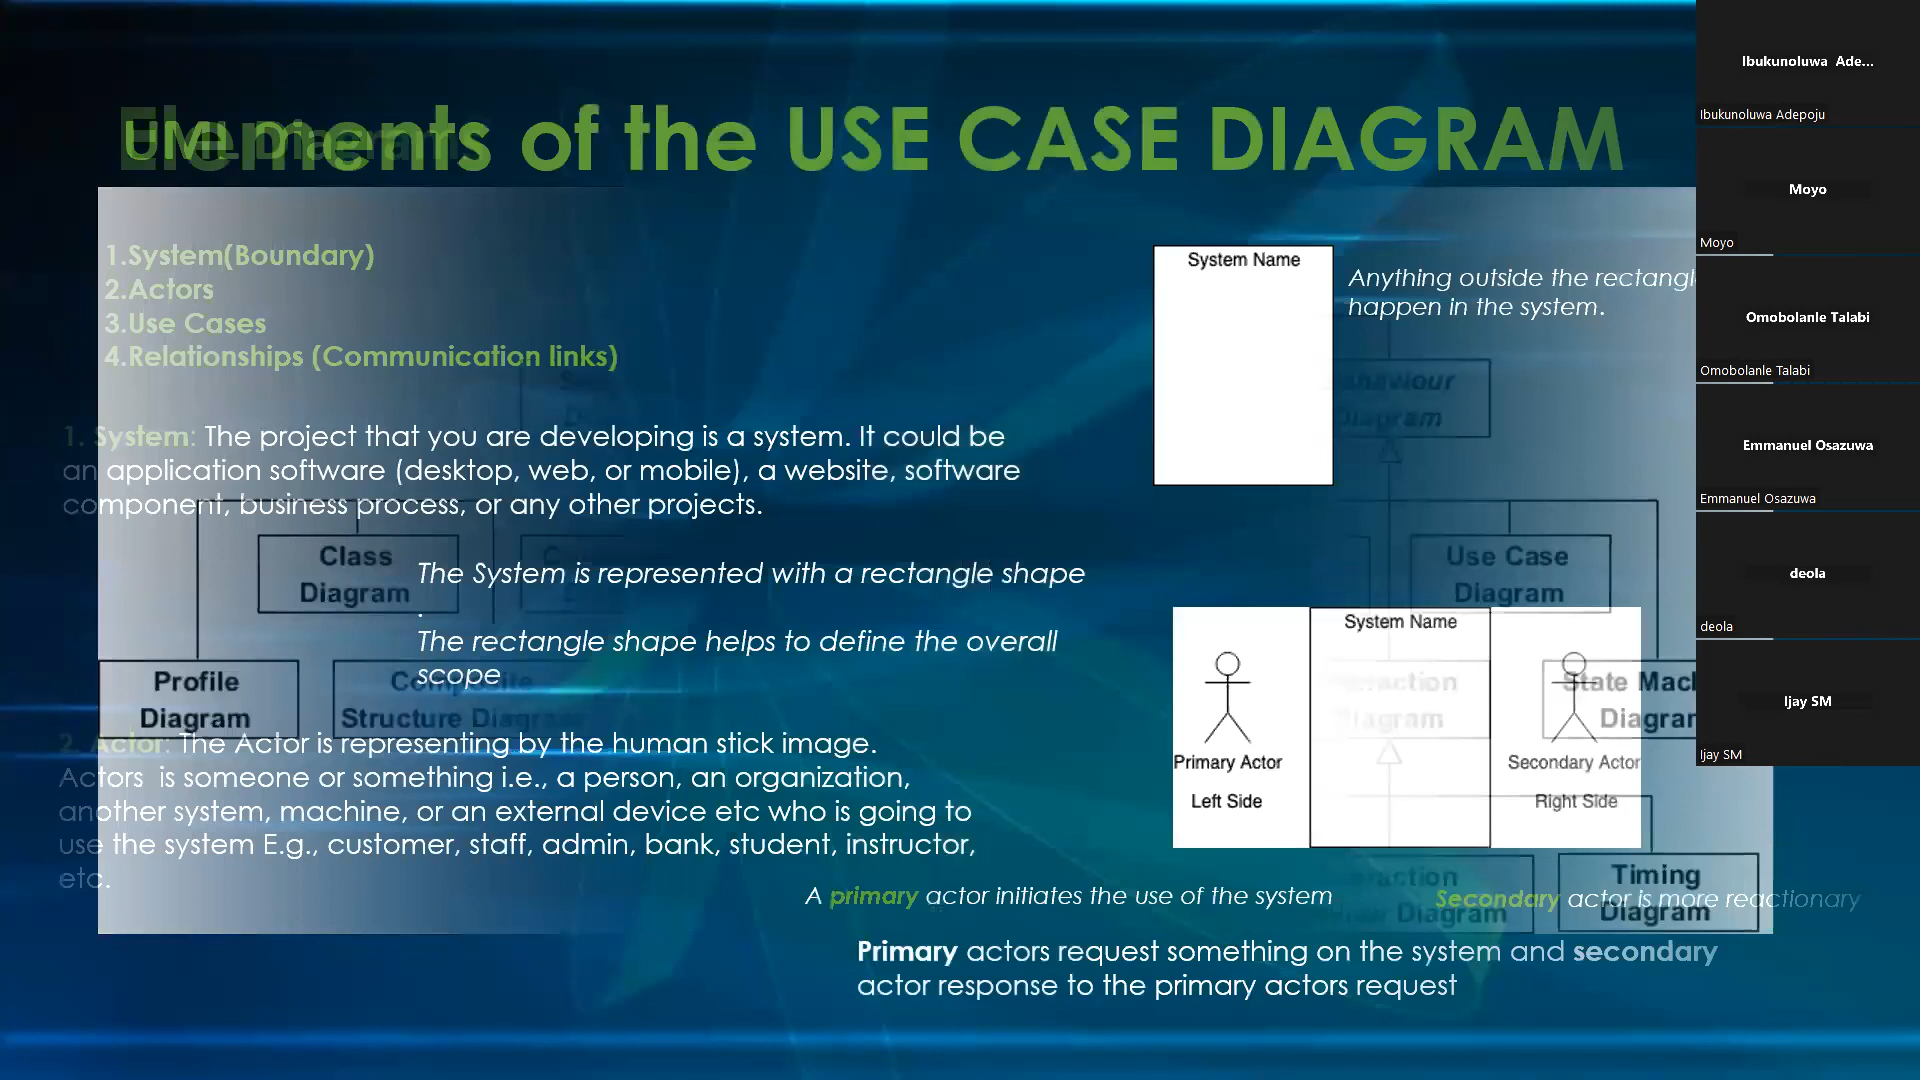 Elements of the USE CASE DIAGRAM
UML Diagram
1.System(Boundary)
2.Actors
3.Use Cases
4.Relationships (Communication links)
System Name
Anything outside the rectangl
happen in the system.
Behaviour
Diagram
1. System: The project that you are developing is a system. It could be
an application software (desktop, web, or mobile), a website, software
component, business process, or any other projects.
Class
Diagram
Use Case
Diagram
The System is represented with a rectangle shape
.
The rectangle shape helps to define the overall
scope
Profile
Diagram
Composite
Structure Diagram
System Name
Primary Actor
Left Side
Secondary Actor
Right Side
Interaction
Diagram
State Mach
Diagram
2. Actor: The Actor is representing by the human stick image.
Actors is someone or something i.e., a person, an organization,
another system, machine, or an external device etc who is going to
use the system E.g., customer, staff, admin, bank, student, instructor,
etc.
A primary actor initiates the use of the system
Secondary actor is more reactionary
Diagram
Timing
Diagram
Primary actors request something on the system and secondary
actor response to the primary actors request
Ibukunoluwa Ade...
Ibukunoluwa Adepoju
Moyo
Moyo
Omobolanle Talabi
Omobolanle Talabi
Emmanuel Osazuwa
Emmanuel Osazuwa
deola
deola
Ijay SM
Ijay SM